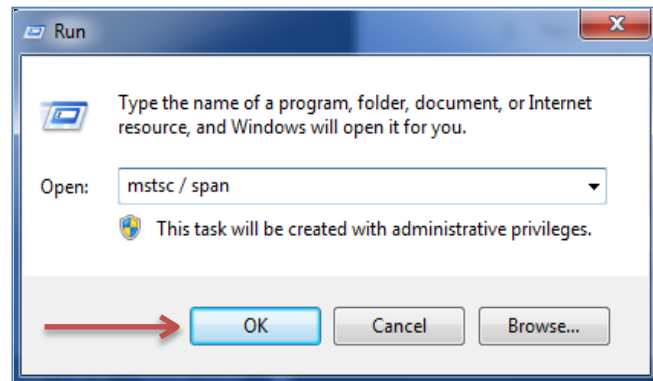 Run
Type the name of a program, folder, document, or Internet
resource, and Windows will open it for you.
Open: mstsc / span
This task will be created with administrative privileges.
OK Cancel Browse...